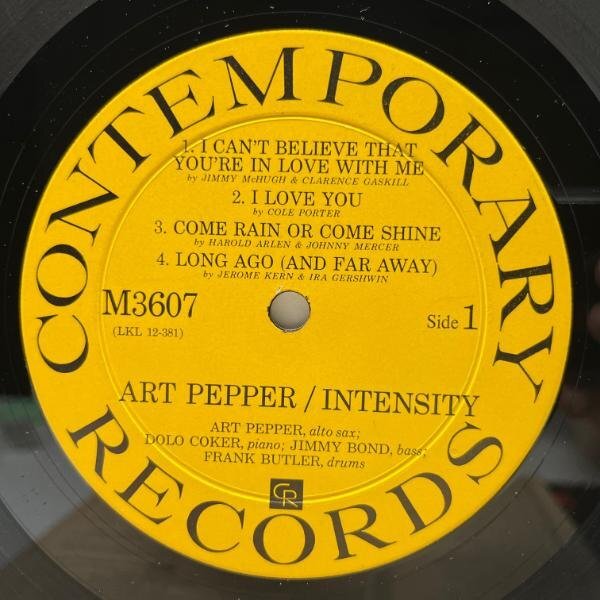 CONTEMPORARY
1. I CAN'T BELIEVE THAT
YOU'RE IN LOVE WITH ME
by JIMMY McHUGH & CLARENCE GASKILL
2. I LOVE YOU
by COLE PORTER
3. COME RAIN OR COME SHINE
by HAROLD ARLEN & JOHNNY MERCER
4. LONG AGO (AND FAR AWAY)
by JEROME KERN & IRA GERSHWIN
M3607
(LKL 12-381)
Side 1
ART PEPPER / INTENSITY
ART PEPPER, alto sax;
DOLO COKER, piano; JIMMY BOND, bass;
FRANK BUTLER, drums
CR
RECORDS